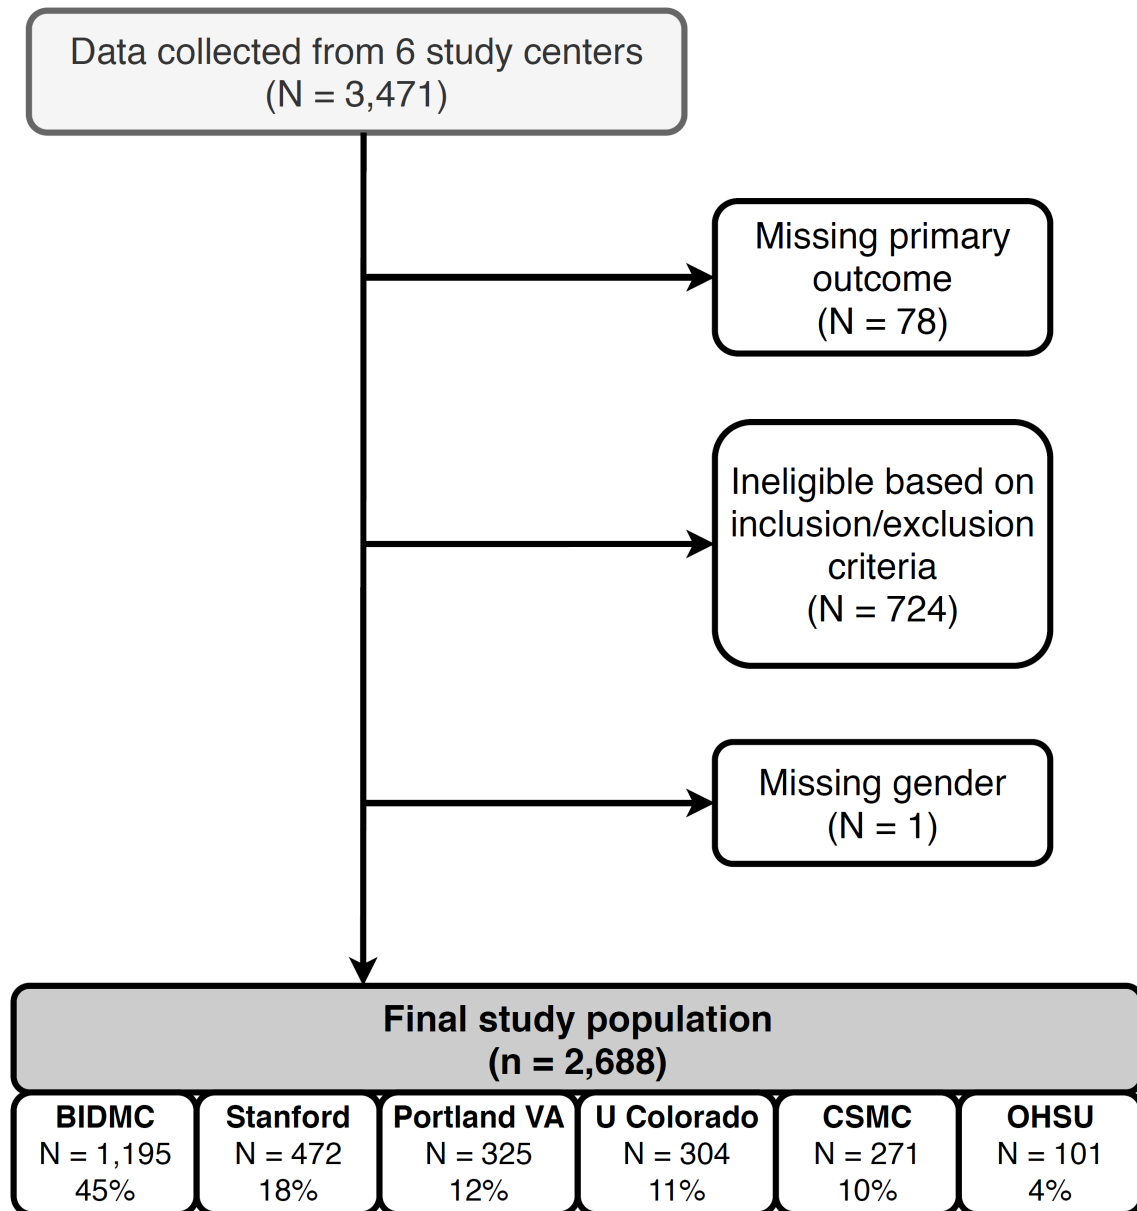 Data collected from 6 study centers
(N = 3,471)
Missing primary
outcome
(N = 78)
Ineligible based on
inclusion/exclusion
criteria
(N = 724)
Missing gender
(N = 1)
Final study population
(n = 2,688)
BIDMC
N = 1,195
45%
Stanford
N = 472
18%
Portland VA
N = 325
12%
U Colorado
N = 304
11%
CSMC
N = 271
10%
OHSU
N = 101
4%